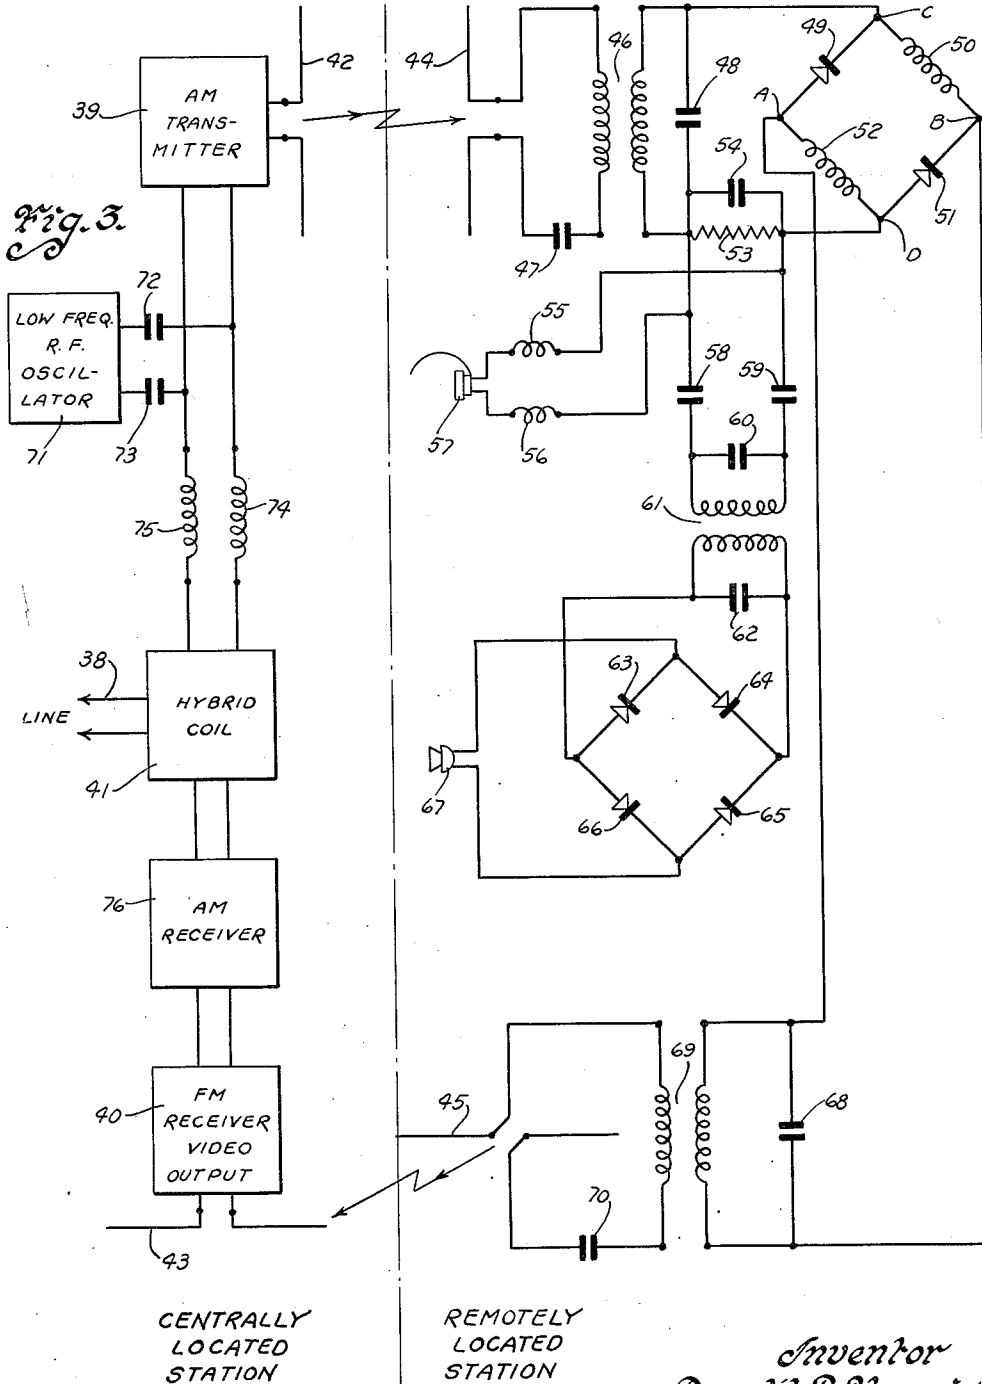 42
44
46
48
49
C
50
39
AM
TRANS-
MITTER
A
B
52
54
51
Fig. 3.
47
53
D
72
LOW FREQ.
R. F.
OSCIL-
LATOR
55
58
59
71
73
57
56
60
75
74
61
62
38
LINE
HYBRID
COIL
63
64
41
67
66
65
76
AM
RECEIVER
69
40
FM
RECEIVER
VIDEO
OUTPUT
45
68
70
43
CENTRALLY
LOCATED
STATION
REMOTELY
LOCATED
STATION
Inventor